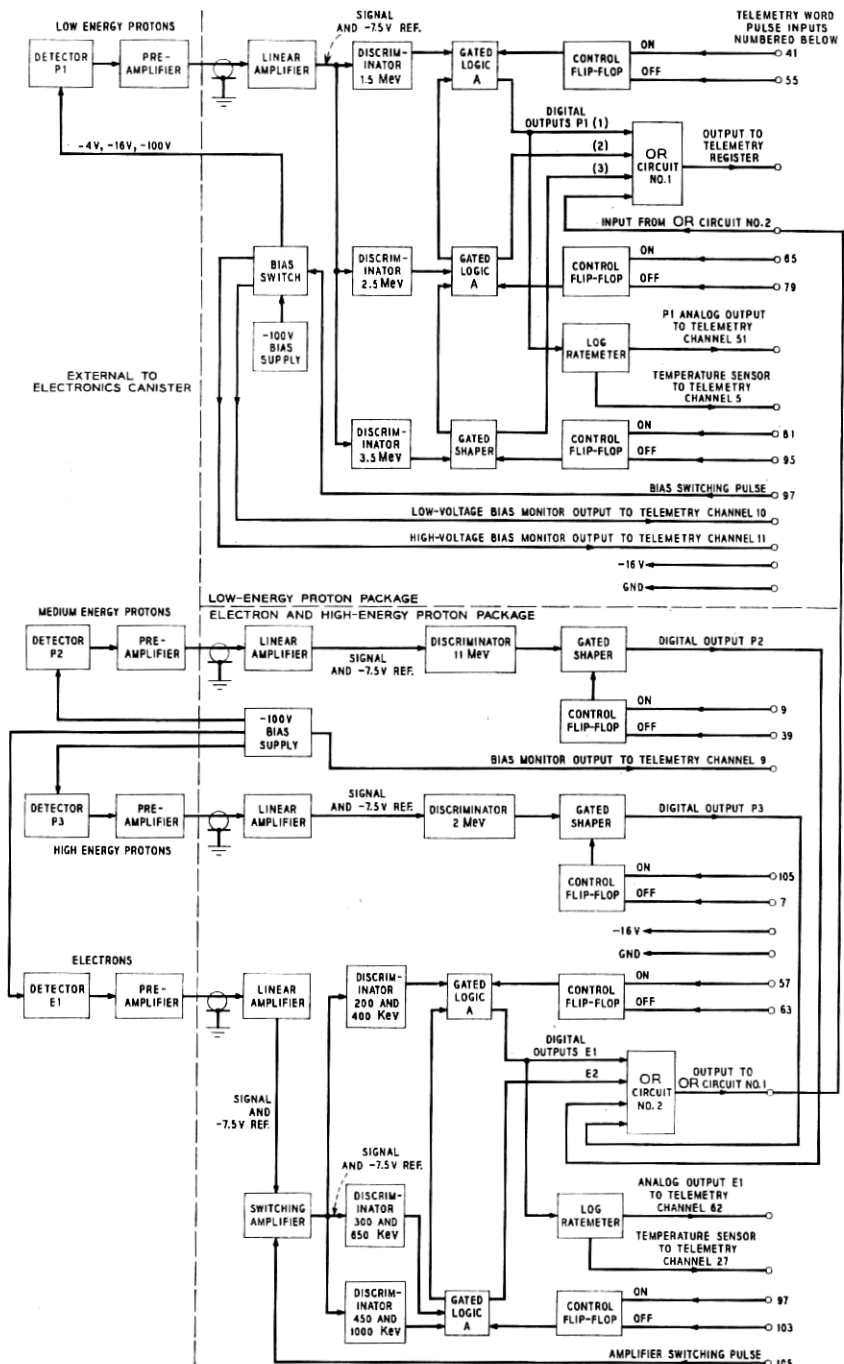 LOW ENERGY PROTONS
DETECTOR
P1
PRE-
AMPLIFIER
LINEAR
AMPLIFIER
SIGNAL
AND -7.5V REF.
DISCRIM-
INATOR
1.5 MeV
GATED
LOGIC
A
CONTROL
FLIP-FLOP
TELEMETRY WORD
PULSE INPUTS
NUMBERED BELOW
ON
41
OFF
55
-4V, -16V, -100V
DIGITAL
OUTPUTS P1 (1)
(2)
(3)
OR
CIRCUIT
NO.1
OUTPUT TO
TELEMETRY
REGISTER
INPUT FROM OR CIRCUIT NO.2
BIAS
SWITCH
DISCRIM-
INATOR
2.5 MeV
GATED
LOGIC
A
CONTROL
FLIP-FLOP
ON
65
OFF
79
-100V
BIAS
SUPPLY
LOG
RATEMETER
P1 ANALOG OUTPUT
TO TELEMETRY
CHANNEL 51
TEMPERATURE SENSOR
TO TELEMETRY
CHANNEL 5
EXTERNAL TO
ELECTRONICS CANISTER
DISCRIM-
INATOR
3.5 MeV
GATED
SHAPER
CONTROL
FLIP-FLOP
ON
81
OFF
95
BIAS SWITCHING PULSE
97
LOW-VOLTAGE BIAS MONITOR OUTPUT TO TELEMETRY CHANNEL 10
HIGH-VOLTAGE BIAS MONITOR OUTPUT TO TELEMETRY CHANNEL 11
-16V
GND
LOW-ENERGY PROTON PACKAGE
ELECTRON AND HIGH-ENERGY PROTON PACKAGE
MEDIUM ENERGY PROTONS
DETECTOR
P2
PRE-
AMPLIFIER
LINEAR
AMPLIFIER
SIGNAL
AND -7.5V REF.
DISCRIMINATOR
11 MeV
GATED
SHAPER
DIGITAL OUTPUT P2
CONTROL
FLIP-FLOP
ON
9
OFF
39
-100V
BIAS
SUPPLY
BIAS MONITOR OUTPUT TO TELEMETRY CHANNEL 9
DETECTOR
P3
PRE-
AMPLIFIER
LINEAR
AMPLIFIER
SIGNAL
AND -7.5V REF.
DISCRIMINATOR
2 MeV
GATED
SHAPER
DIGITAL OUTPUT P3
HIGH ENERGY PROTONS
CONTROL
FLIP-FLOP
ON
105
OFF
7
-16V
GND
ELECTRONS
DETECTOR
E1
PRE-
AMPLIFIER
LINEAR
AMPLIFIER
DISCRIM-
INATOR
200 AND
400 KeV
GATED
LOGIC
A
CONTROL
FLIP-FLOP
ON
57
OFF
63
DIGITAL
OUTPUTS E1
E2
OR
CIRCUIT
NO.2
OUTPUT TO
OR CIRCUIT NO.1
SIGNAL
AND
-7.5V REF.
SIGNAL
AND -7.5V REF.
SWITCHING
AMPLIFIER
DISCRIM-
INATOR
300 AND
650 KeV
LOG
RATEMETER
ANALOG OUTPUT E1
TO TELEMETRY
CHANNEL 62
TEMPERATURE SENSOR
TO TELEMETRY
CHANNEL 27
DISCRIM-
INATOR
450 AND
1000 KeV
GATED
LOGIC
A
CONTROL
FLIP-FLOP
ON
97
OFF
103
AMPLIFIER SWITCHING PULSE
105